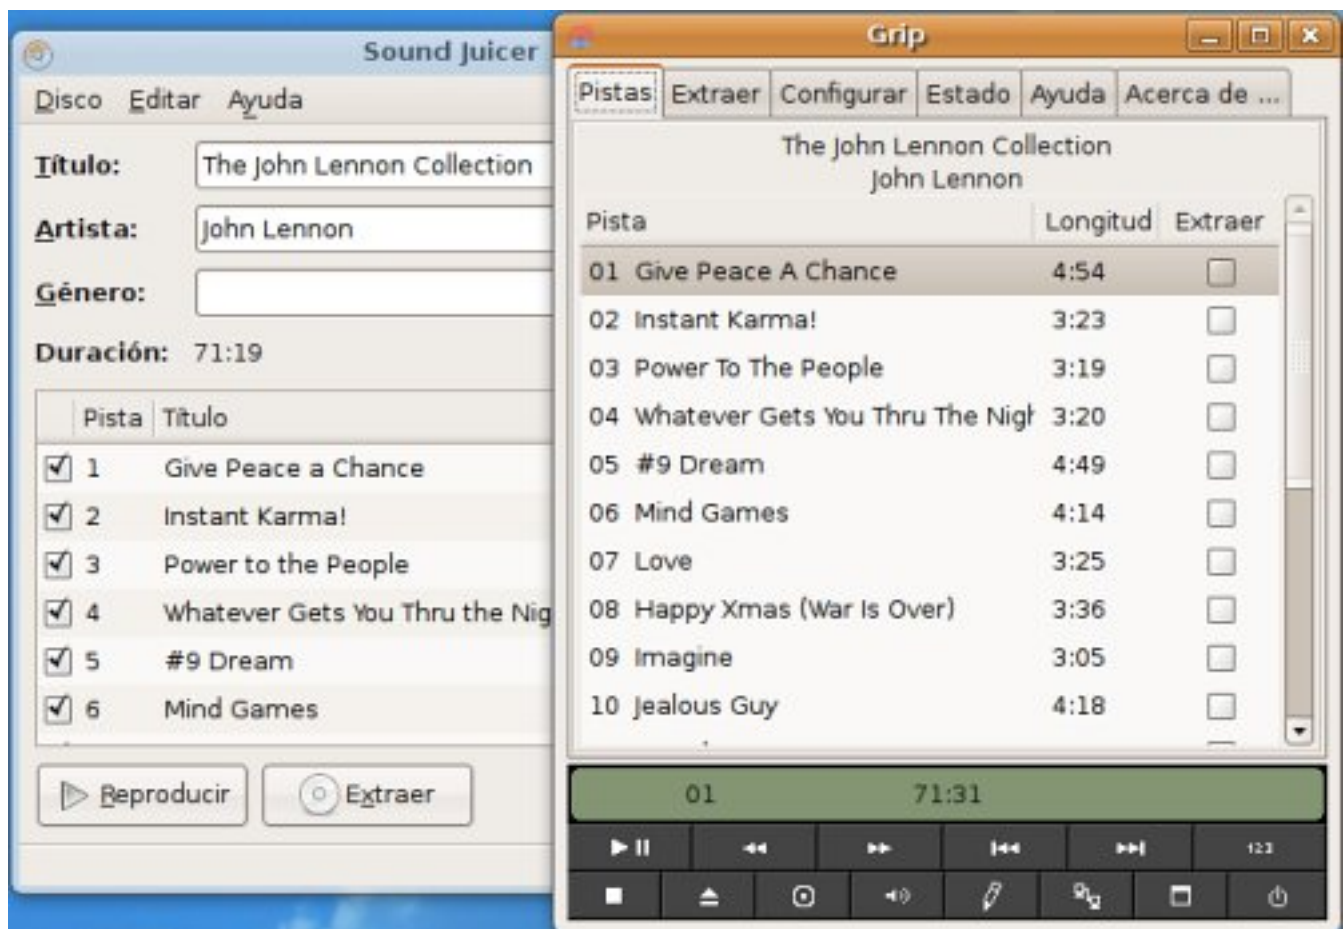 Sound Juicer
Disco Editar Ayuda
Título: The John Lennon Collection
Artista: John Lennon
Género:
Duración: 71:19
Pista Título
1 Give Peace a Chance
2 Instant Karma!
3 Power to the People
4 Whatever Gets You Thru the Nig
5 #9 Dream
6 Mind Games
Reproducir Extraer
Grip
Pistas Extraer Configurar Estado Ayuda Acerca de ...
The John Lennon Collection
John Lennon
Pista Longitud Extraer
01 Give Peace A Chance 4:54
02 Instant Karma! 3:23
03 Power To The People 3:19
04 Whatever Gets You Thru The Nigh 3:20
05 #9 Dream 4:49
06 Mind Games 4:14
07 Love 3:25
08 Happy Xmas (War Is Over) 3:36
09 Imagine 3:05
10 Jealous Guy 4:18
01 71:31
123